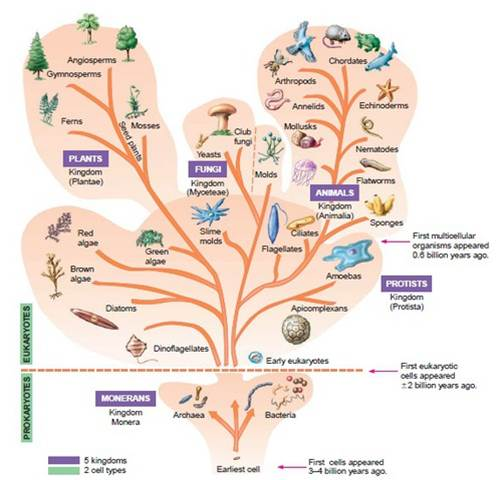 Angiosperms
Gymnosperms
Ferns
Mosses
Seed plants
PLANTS
Kingdom
(Plantae)
Club
fungi
Yeasts
Molds
FUNGI
Kingdom
(Myceteae)
Chordates
Arthropods
Annelids
Echinoderms
Mollusks
Nematodes
Flatworms
ANIMALS
Kingdom
(Animalia)
Sponges
Red
algae
Green
algae
Brown
algae
Slime
molds
Flagellates
Ciliates
Amoebas
First multicellular
organisms appeared
0.6 billion years ago.
PROTISTS
Kingdom
(Protista)
Diatoms
Apicomplexans
Dinoflagellates
Early eukaryotes
EUKARYOTES
First eukaryotic
cells appeared
±2 billion years ago.
PROKARYOTES
MONERANS
Kingdom
Monera
Archaea
Bacteria
Earliest cell
First cells appeared
3–4 billion years ago.
5 kingdoms
2 cell types